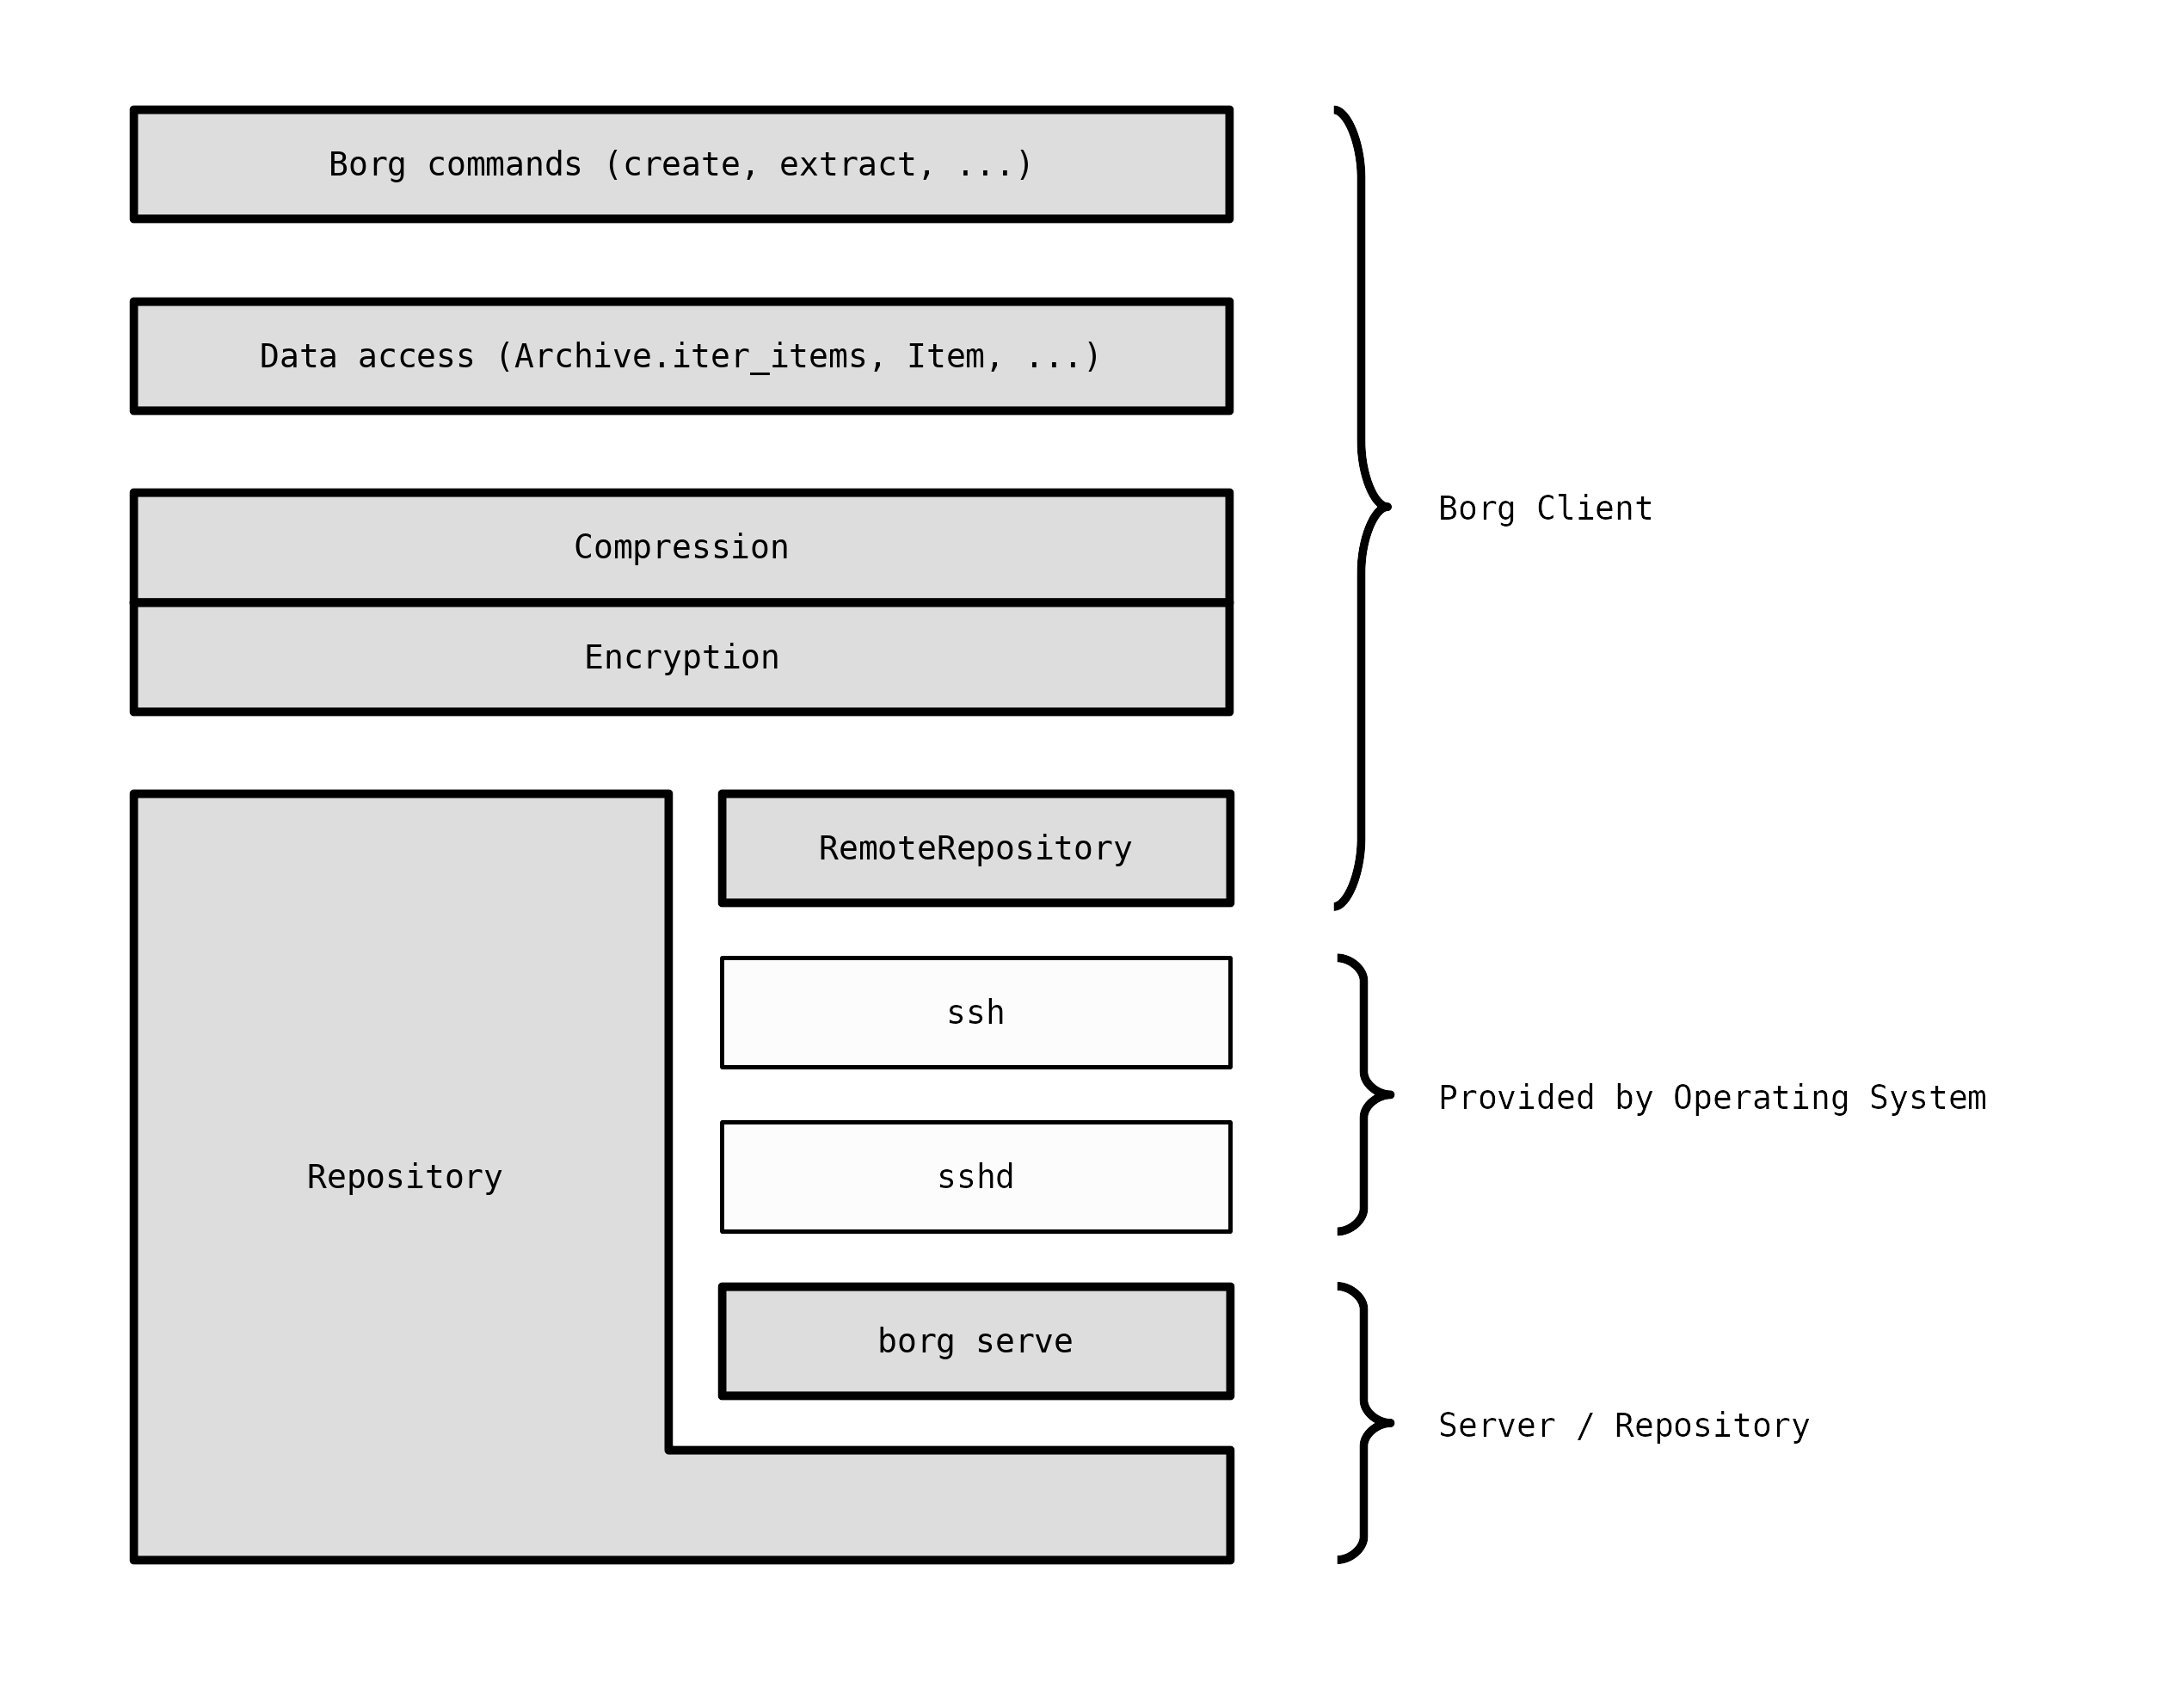 Borg commands (create, extract, ...)
Data access (Archive.iter_items, Item, ...)
Compression
Encryption
Borg Client
RemoteRepository
ssh
Provided by Operating System
Repository
sshd
borg serve
Server / Repository